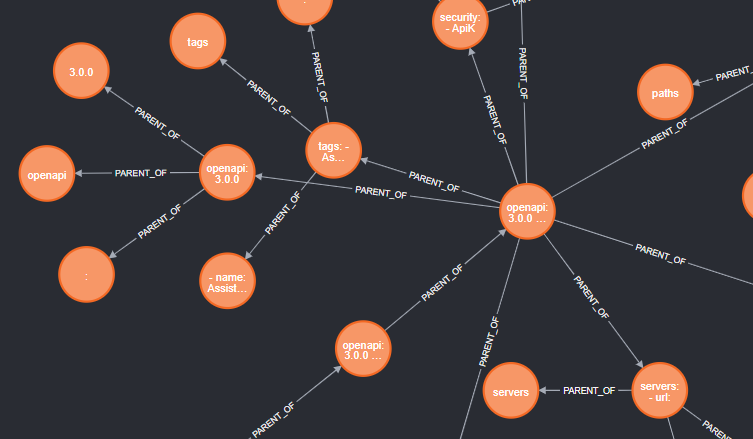 :
security:
- ApiK
PARENT_OF
tags
PARENT_OF
PARENT_OF
3.0.0
PARENT_OF
paths
PARENT_
PARENT_OF
PARENT_OF
PARENT_OF
PARENT_OF
tags: -
As...
openapi
PARENT_OF
openapi:
3.0.0
PARENT_OF
PARENT_OF
openapi:
3.0.0 ...
PARENT_OF
PARENT_OF
PARENT_OF
:
- name:
Assist...
PARENT_OF
PARENT_OF
openapi:
3.0.0 ...
PARENT_OF
servers
PARENT_OF
servers:
- url:
PARENT_OF
PARENT_